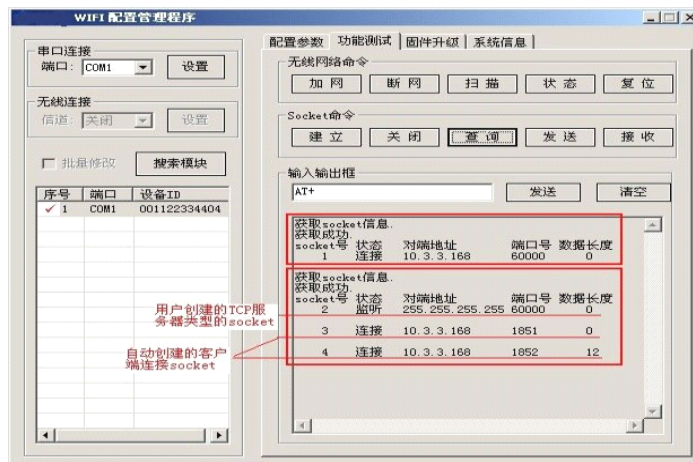 WIFI 配置管理程序
串口连接
端口: COM1 设置
无线连接
信道: 关闭 设置
批量修改 搜索模块
序号 端口 设备ID
1 COM1 001122334404
配置参数 功能测试 固件升级 系统信息
无线网络命令
加 网 断 网 扫 描 状 态 复 位
Socket命令
建 立 关 闭 查 询 发 送 接 收
输入输出框
AT+ 发送 清空
获取socket信息..
获取成功.
socket号 状态 对端地址 端口号 数据长度
1 连接 10.3.3.168 60000 0
获取socket信息..
获取成功.
socket号 状态 对端地址 端口号 数据长度
2 监听 255.255.255.255 60000 0
3 连接 10.3.3.168 1851 0
4 连接 10.3.3.168 1852 12
用户创建的TCP服
务器类型的socket
自动创建的客户
端连接socket